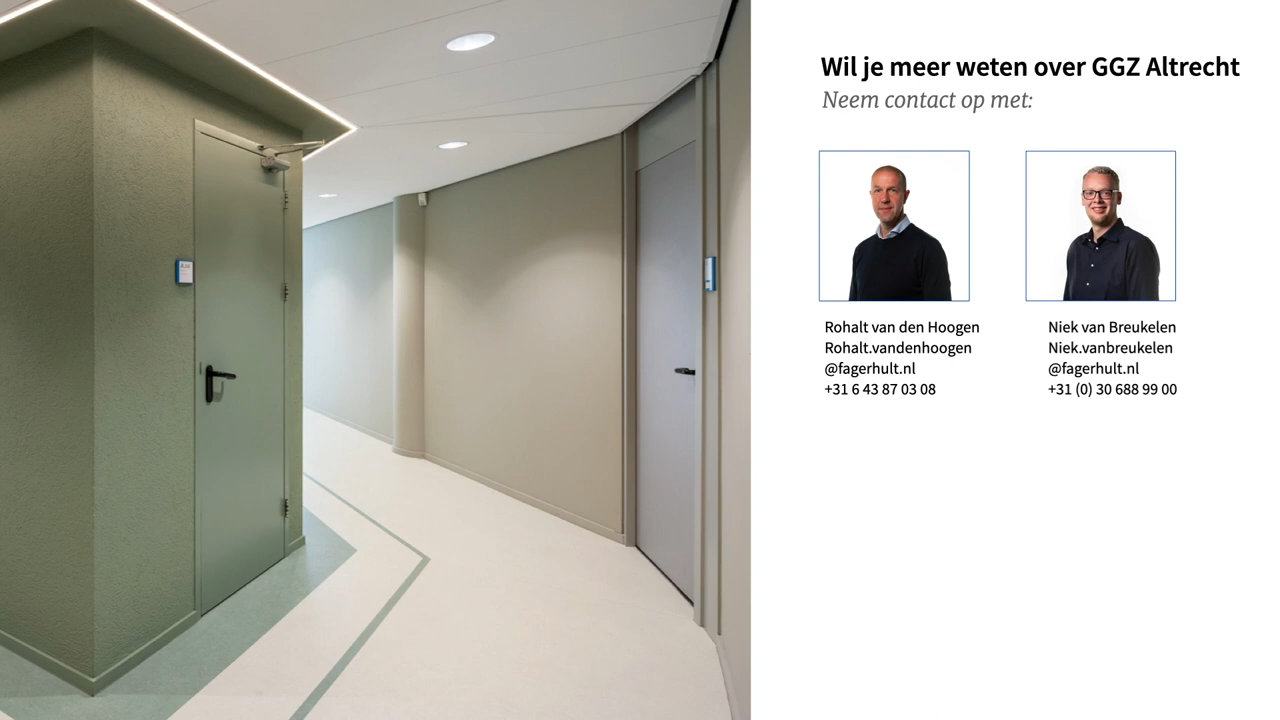 Wil je meer weten over GGZ Altrecht
Neem contact op met:
Rohalt van den Hoogen
Rohalt.vandenhoogen
@fagerhult.nl
+31 6 43 87 03 08
Niek van Breukelen
Niek.vanbreukelen
@fagerhult.nl
+31 (0) 30 688 99 00